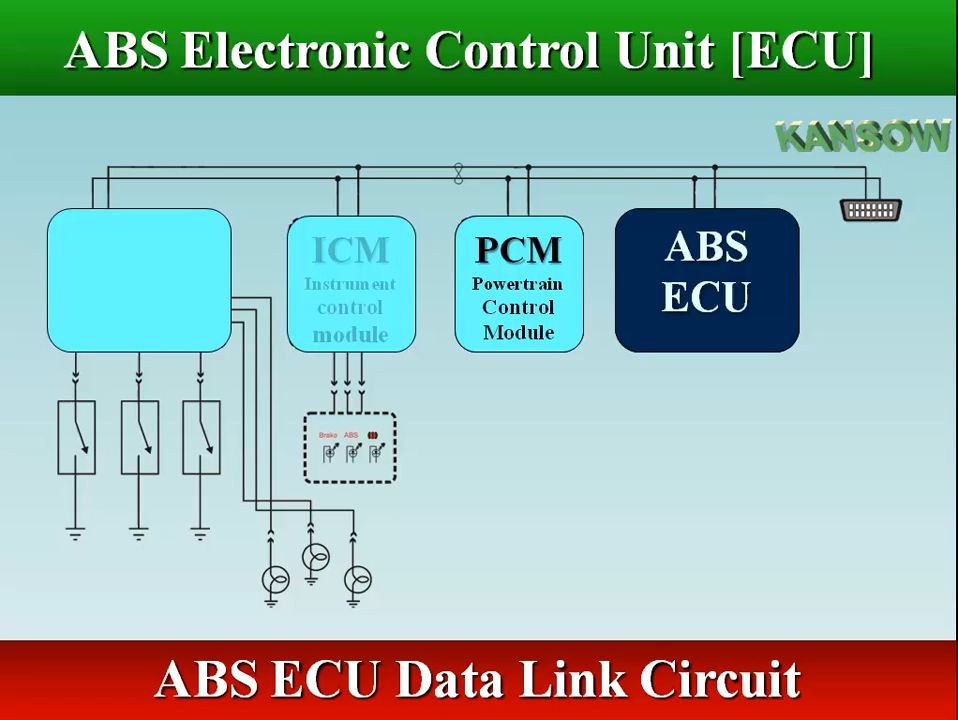 ABS Electronic Control Unit [ECU]
KANSOW
ICM
Instrument
control
module
PCM
Powertrain
Control
Module
ABS
ECU
Brake ABS
ABS ECU Data Link Circuit